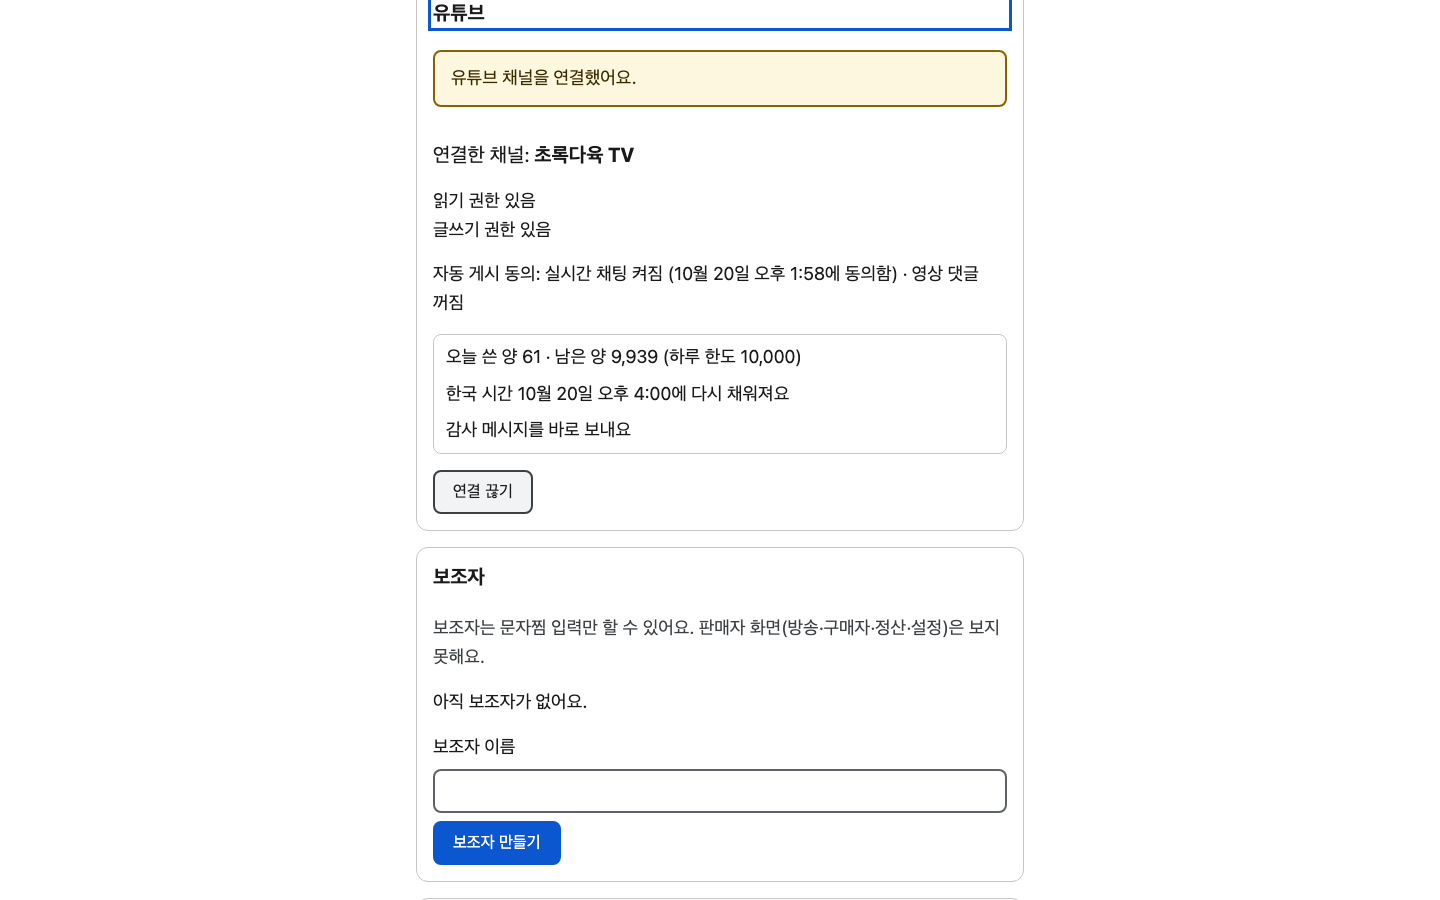 유튜브
유튜브 채널을 연결했어요.
연결한 채널: 초록다육 TV
읽기 권한 있음
글쓰기 권한 있음
자동 게시 동의: 실시간 채팅 켜짐 (10월 20일 오후 1:58에 동의함) · 영상 댓글
꺼짐
오늘 쓴 양 61 · 남은 양 9,939 (하루 한도 10,000)
한국 시간 10월 20일 오후 4:00에 다시 채워져요
감사 메시지를 바로 보내요
연결 끊기
보조자
보조자는 문자찜 입력만 할 수 있어요. 판매자 화면(방송·구매자·정산·설정)은 보지
못해요.
아직 보조자가 없어요.
보조자 이름
보조자 만들기